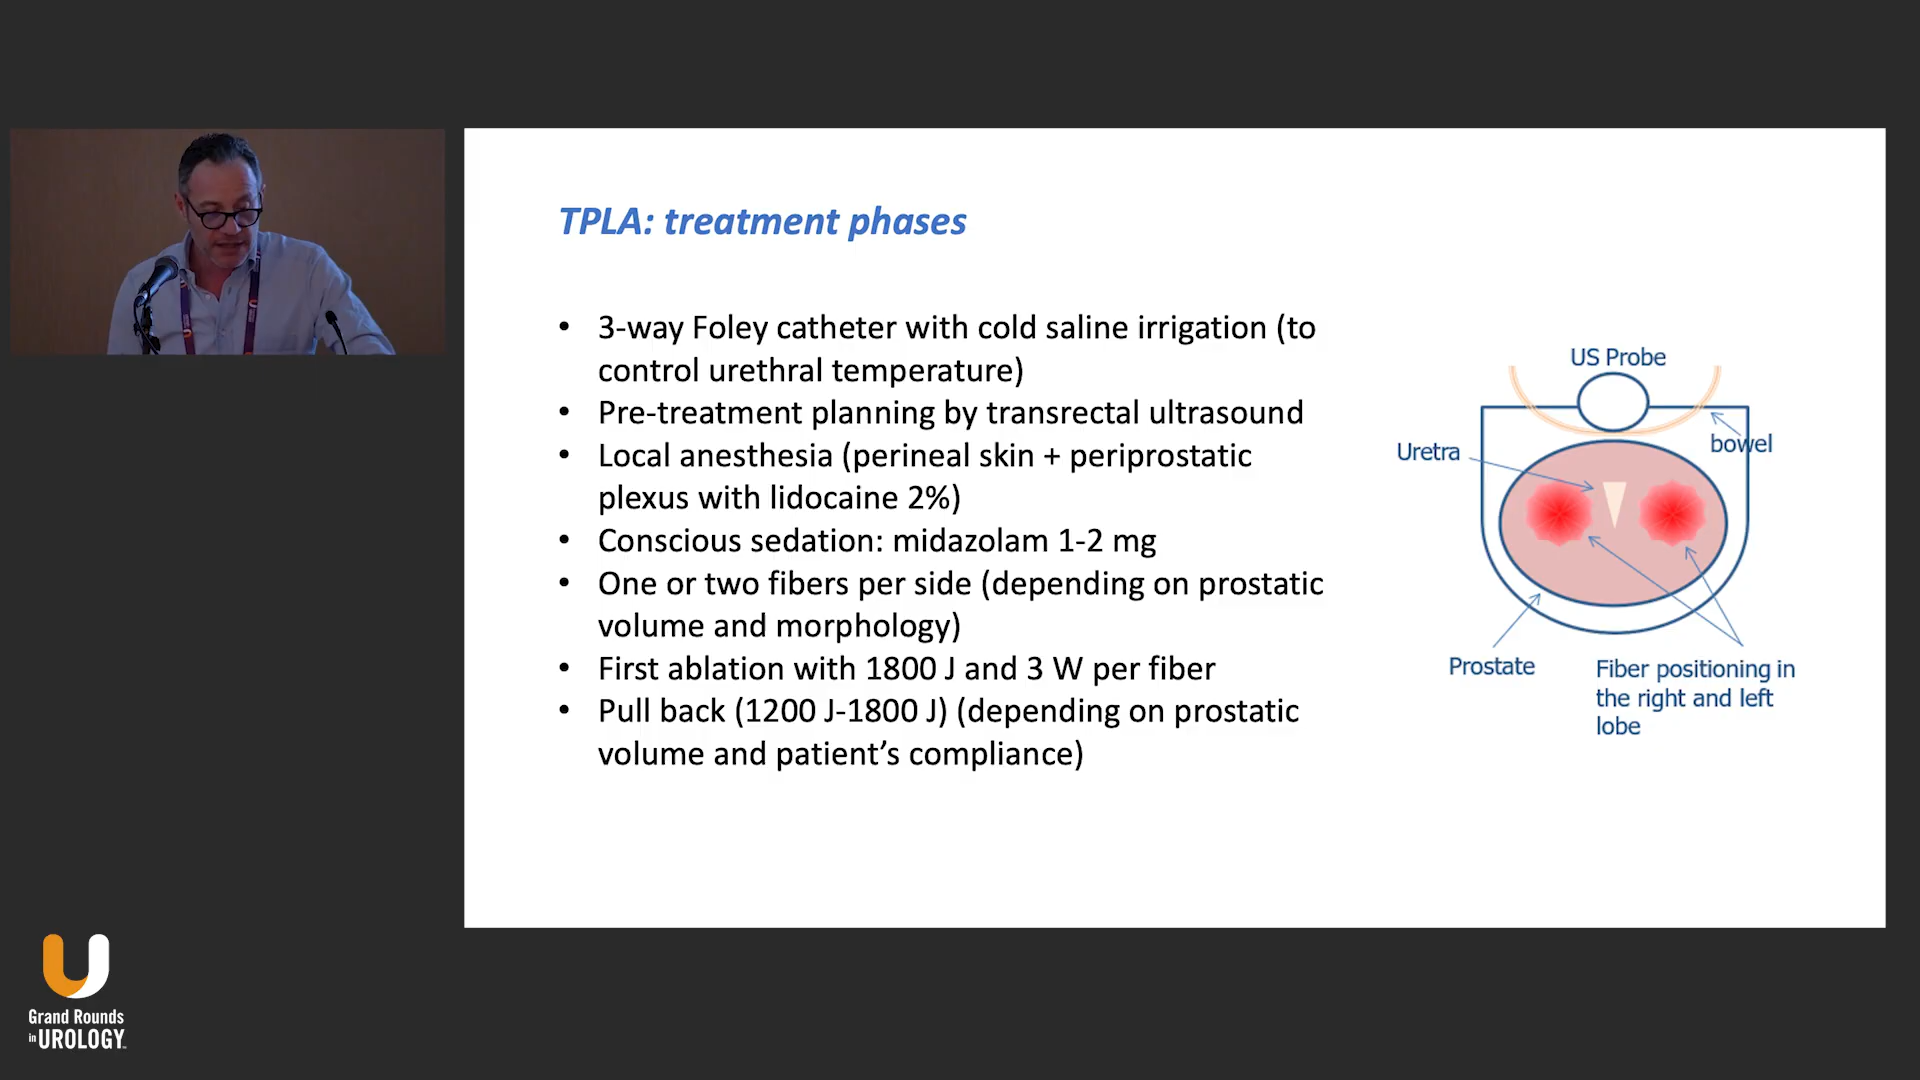 TPLA: treatment phases
• 3-way Foley catheter with cold saline irrigation (to
control urethral temperature)
• Pre-treatment planning by transrectal ultrasound
• Local anesthesia (perineal skin + periprostatic
plexus with lidocaine 2%)
• Conscious sedation: midazolam 1-2 mg
• One or two fibers per side (depending on prostatic
volume and morphology)
• First ablation with 1800 J and 3 W per fiber
• Pull back (1200 J-1800 J) (depending on prostatic
volume and patient’s compliance)
US Probe
Uretra
bowel
Prostate
Fiber positioning in
the right and left
lobe
Grand Rounds
in UROLOGY